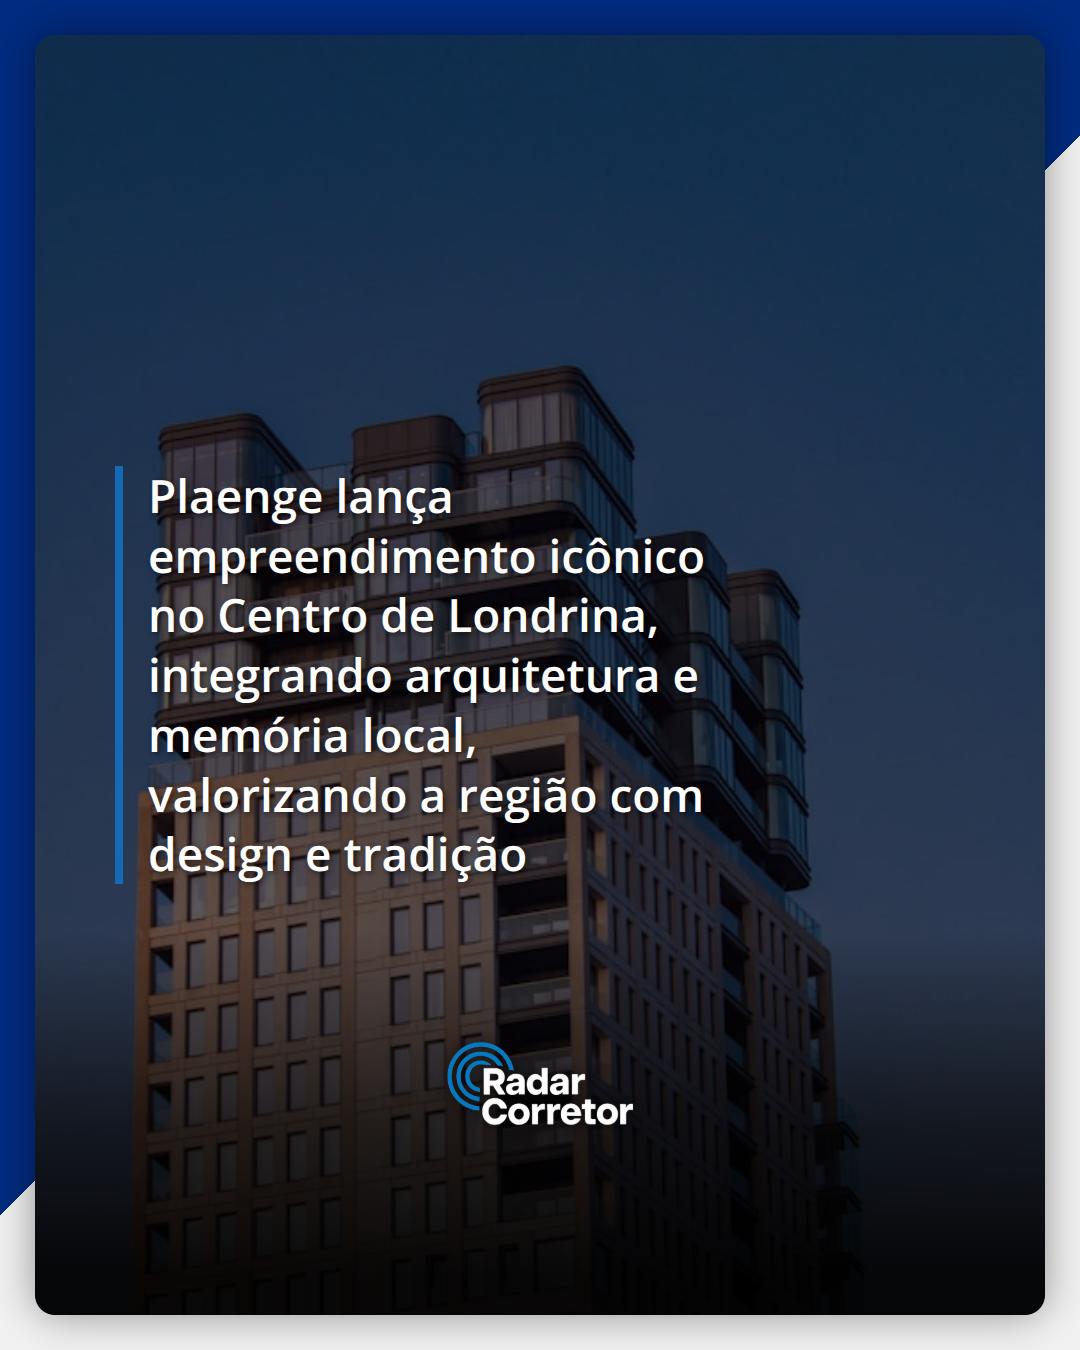 Plaenge lança
empreendimento icônico
no Centro de Londrina,
integrando arquitetura e
memória local,
valorizando a região com
design e tradição
Radar
Corretor